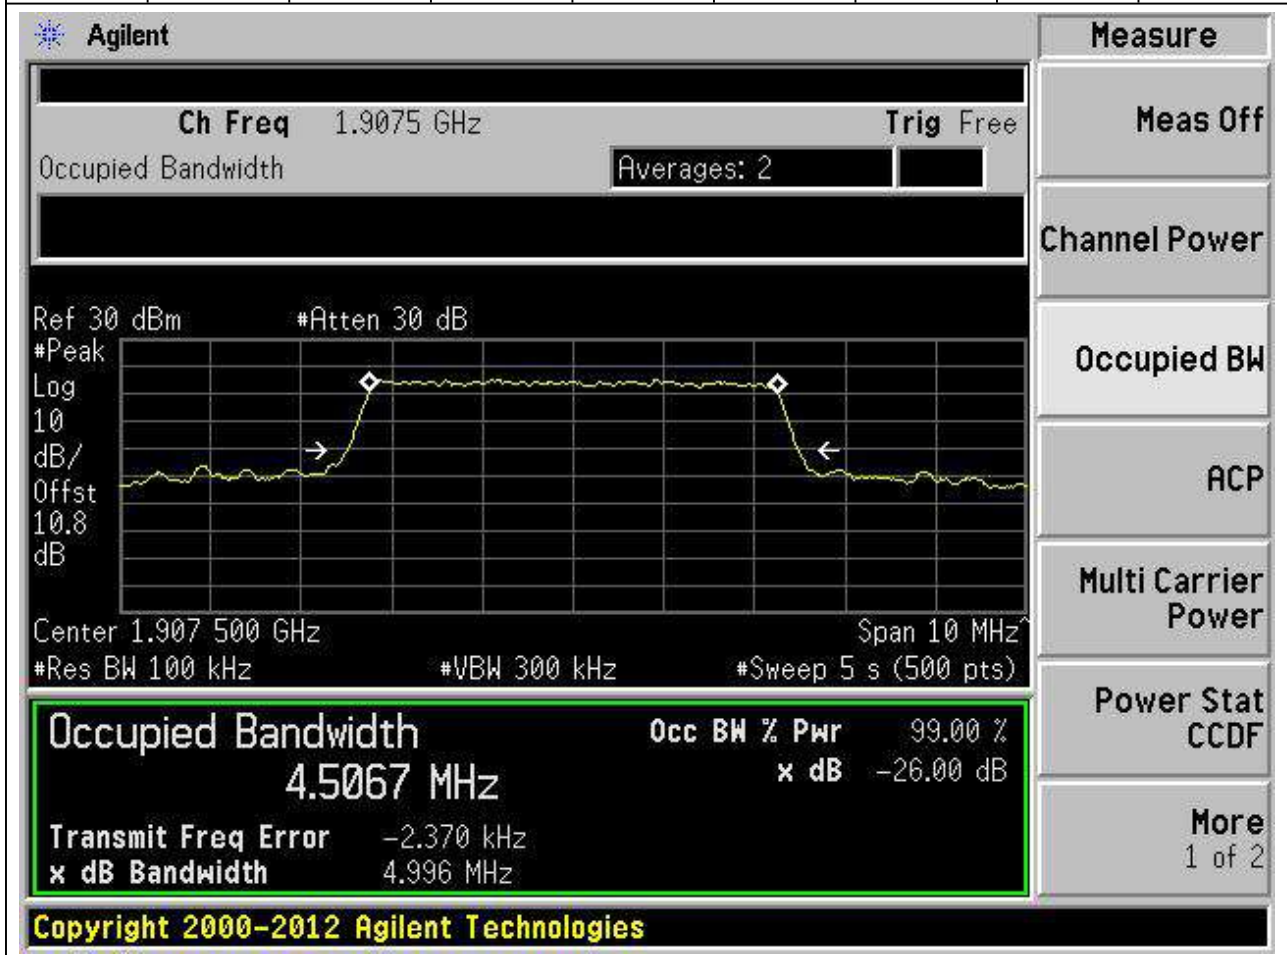 Agilent
Measure
Ch Freq 1.9075 GHz Trig Free
Meas Off
Occupied Bandwidth Averages: 2
Channel Power
Ref 30 dBm #Atten 30 dB
#Peak
Log
10
dB/
Offst
10.8
dB
Occupied BW
ACP
Center 1.907 500 GHz Span 10 MHz^
#Res BW 100 kHz #VBW 300 kHz #Sweep 5 s (500 pts)
Multi Carrier
Power
Occupied Bandwidth Occ BW % Pwr 99.00 %
4.5067 MHz x dB -26.00 dB
Power Stat
CCDF
Transmit Freq Error -2.370 kHz
x dB Bandwidth 4.996 MHz
More
1 of 2
Copyright 2000-2012 Agilent Technologies